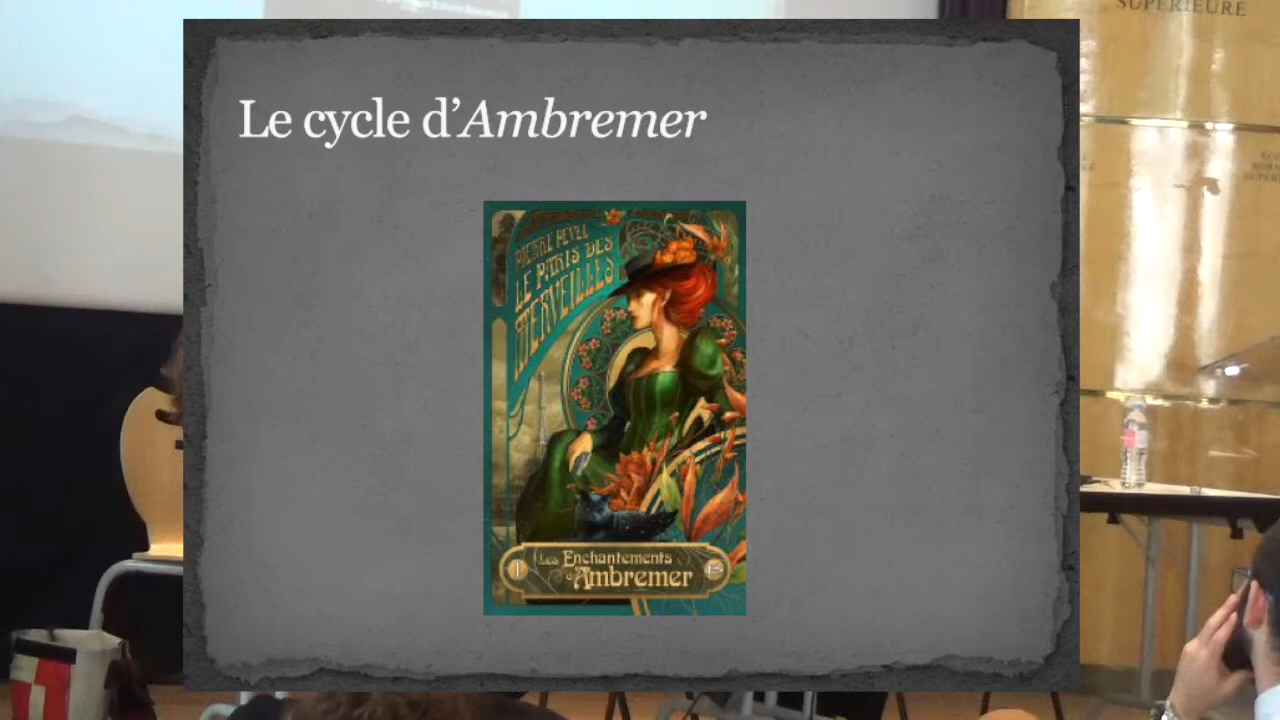 SUPÉRIEURE
Le cycle d’Ambremer
PIERRE PEVEL
LE PARIS DES
MERVEILLES
Les Enchantements
d'Ambremer